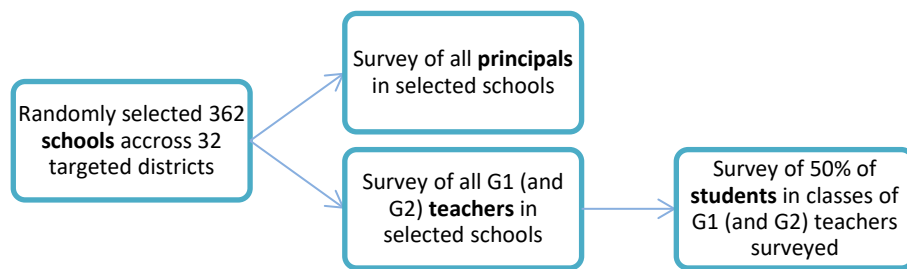 Randomly selected 362
schools accross 32
targeted districts
Survey of all principals
in selected schools
Survey of all G1 (and
G2) teachers in
selected schools
Survey of 50% of
students in classes of
G1 (and G2) teachers
surveyed